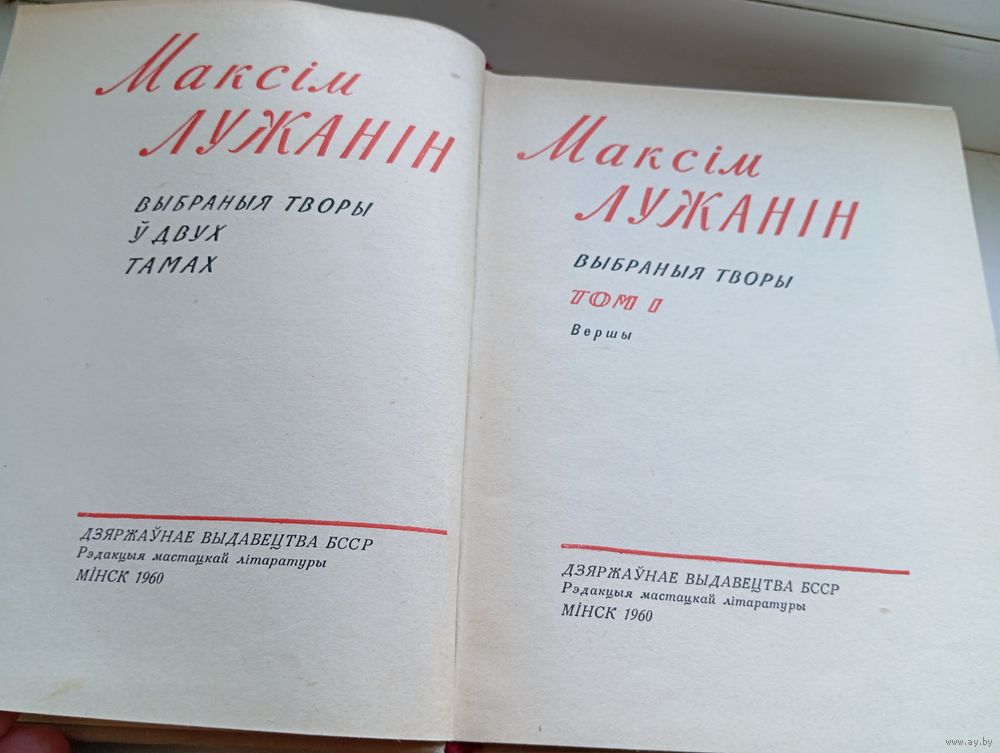 Максім
ЛУЖАНІН
ВЫБРАНЫЯ ТВОРЫ
Ў ДВУХ
ТАМАХ
ДЗЯРЖАЎНАЕ ВЫДАВЕЦТВА БССР
Рэдакцыя мастацкай літаратуры
МІНСК 1960
Максім
ЛУЖАНІН
ВЫБРАНЫЯ ТВОРЫ
ТОМ I
Вершы
ДЗЯРЖАЎНАЕ ВЫДАВЕЦТВА БССР
Рэдакцыя мастацкай літаратуры
МІНСК 1960
www.ay.by